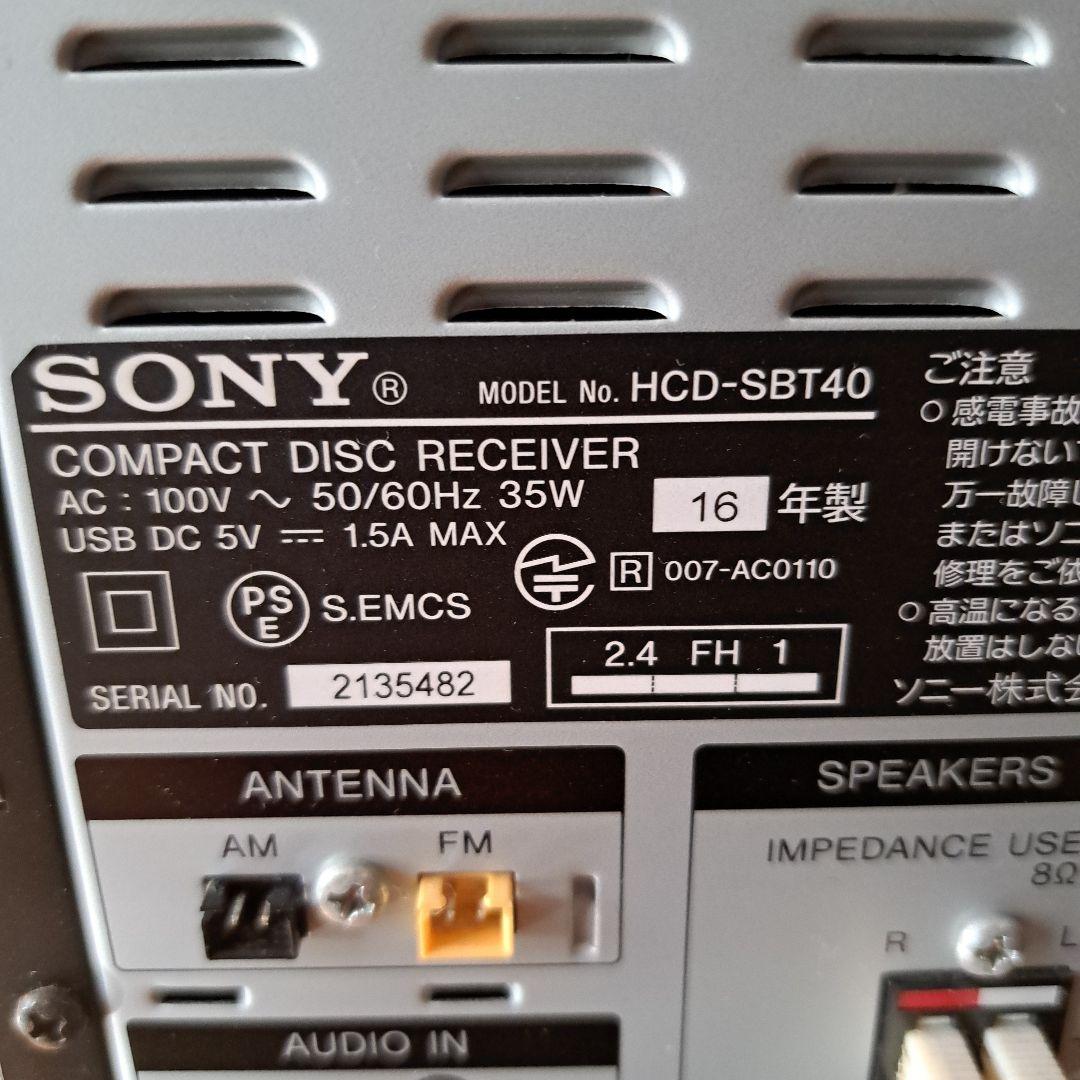 SONY® MODEL No. HCD-SBT40
COMPACT DISC RECEIVER
AC : 100V ～ 50/60Hz 35W
16 年製
USB DC 5V ⎓ 1.5A MAX
R 007-AC0110
PSE S.EMCS
2.4 FH 1
SERIAL NO. 2135482
ご注意
○ 感電事故
開けない
万一故障し
またはソニ
修理をご依
○ 高温になる
放置はしない
ソニー株式会
ANTENNA
AM FM
SPEAKERS
IMPEDANCE USE
8Ω
R L
AUDIO IN